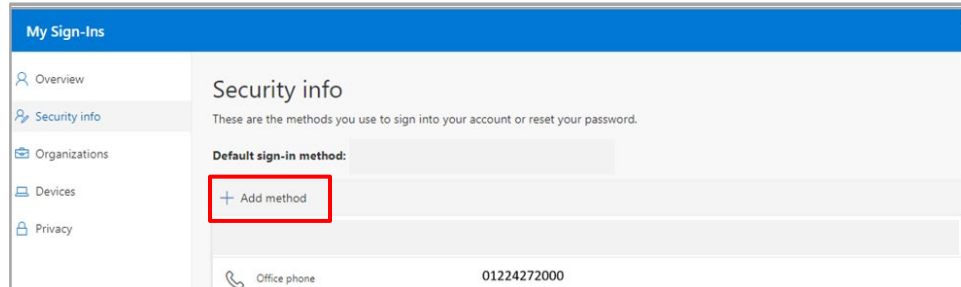 My Sign-Ins
Overview
Security info
Organizations
Devices
Privacy
Security info
These are the methods you use to sign into your account or reset your password.
Default sign-in method:
+ Add method
Office phone 01224272000